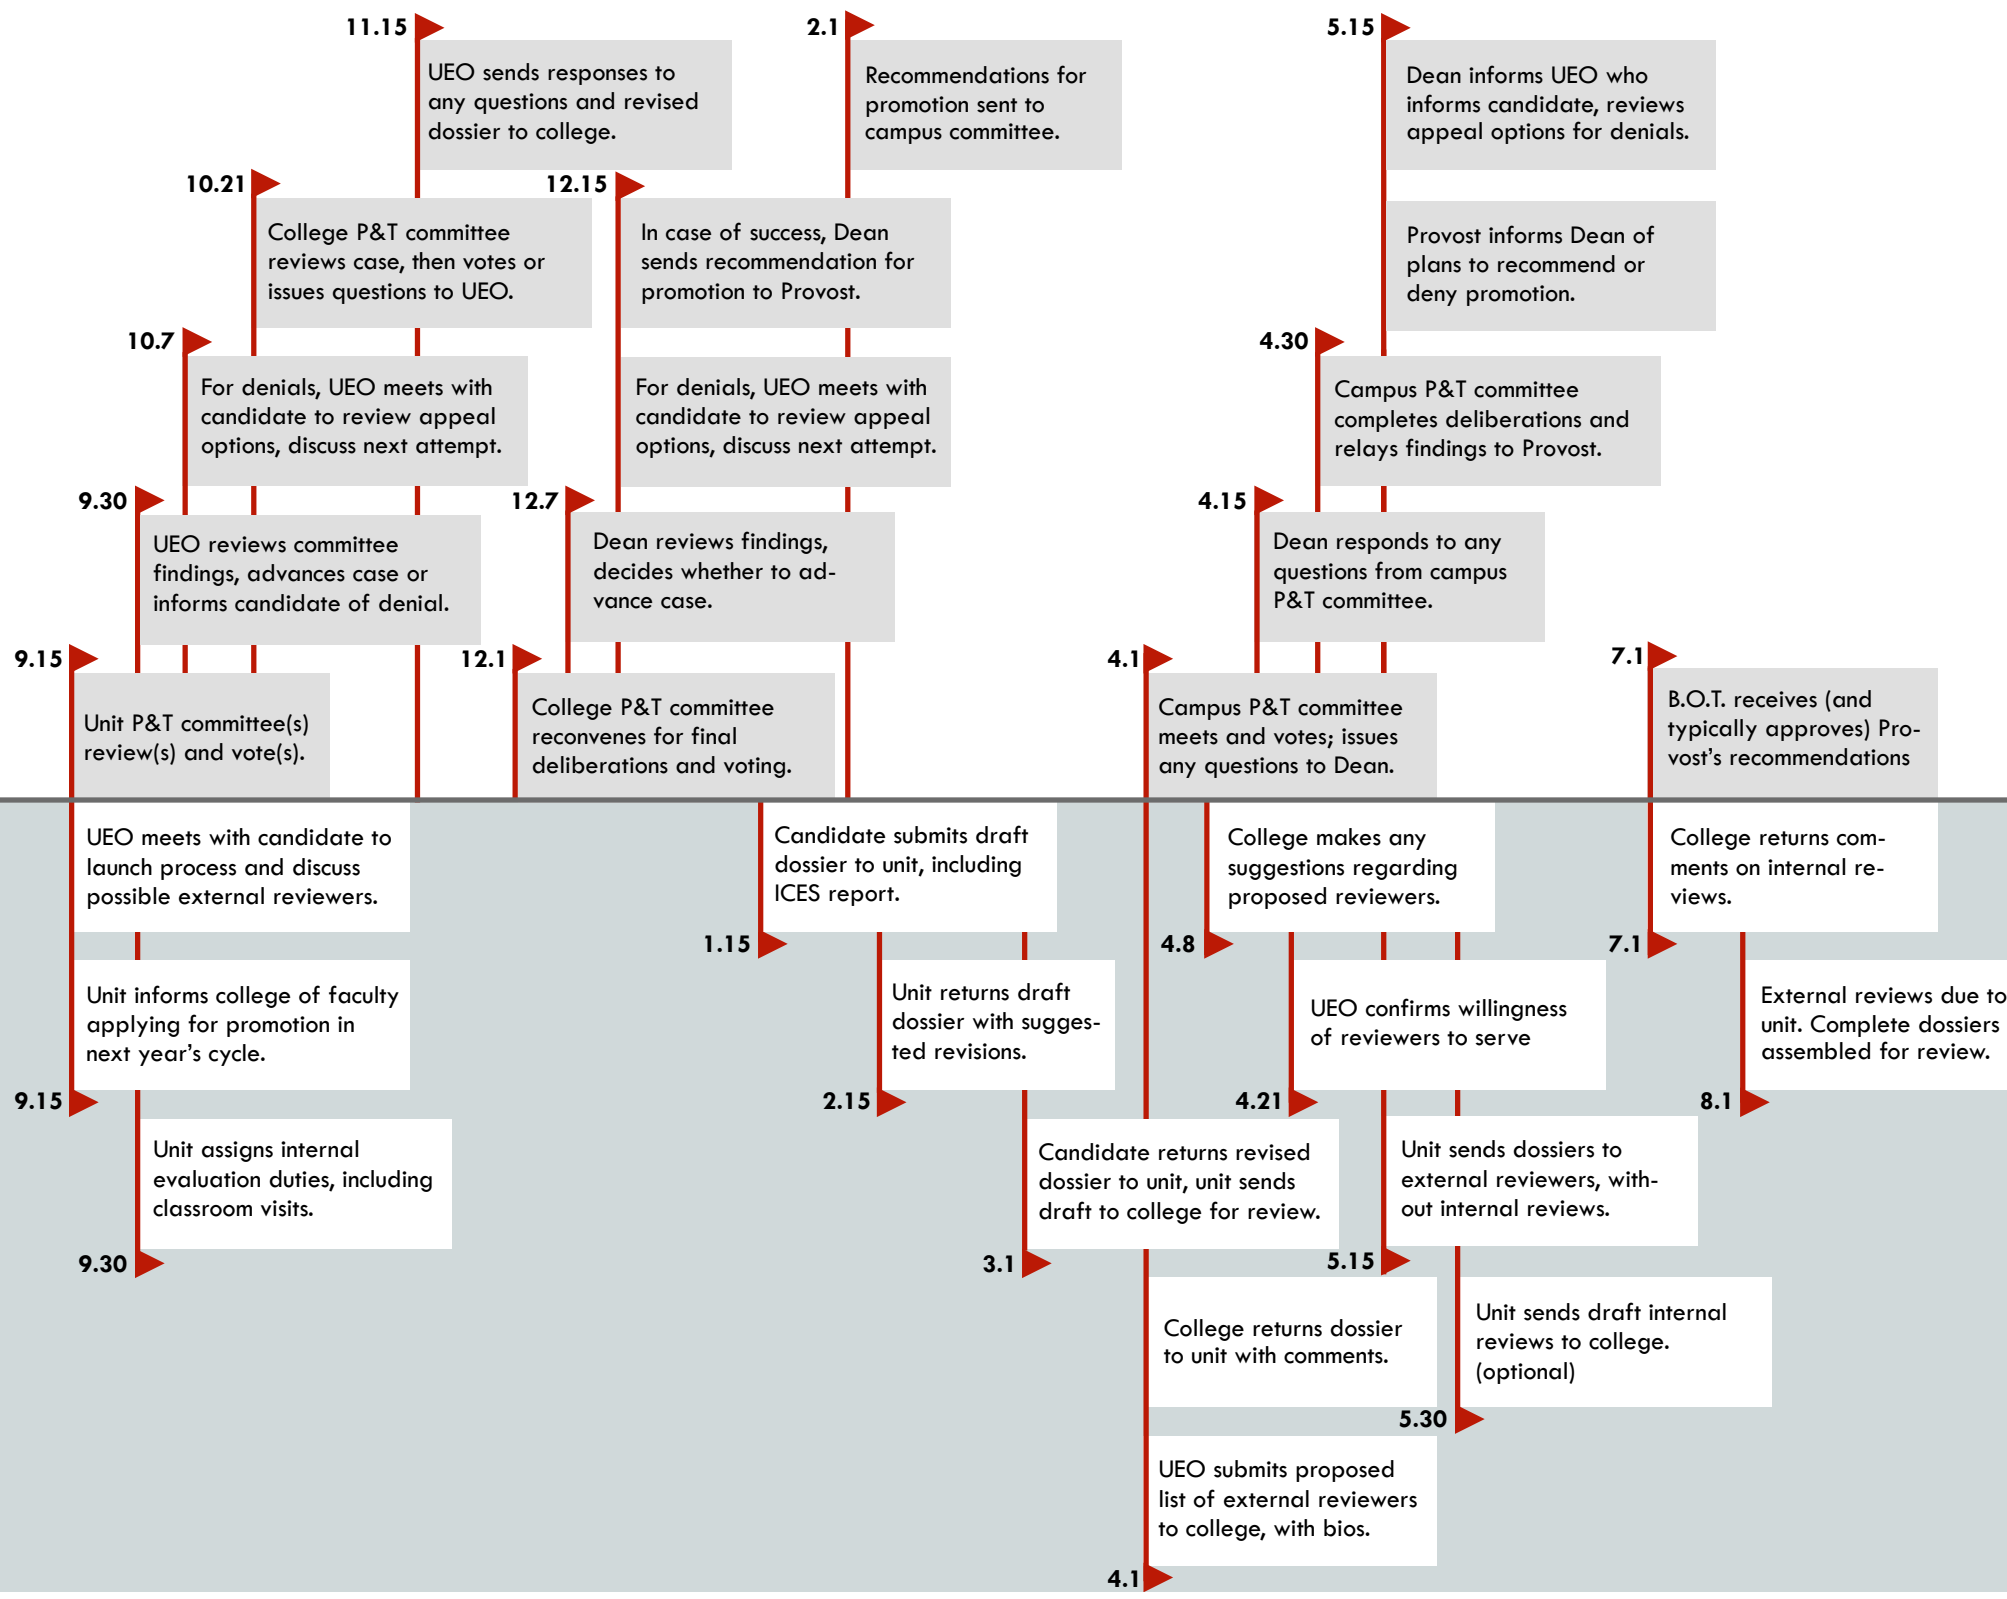 11.15
UEO sends responses to
any questions and revised
dossier to college.
2.1
Recommendations for
promotion sent to
campus committee.
5.15
Dean informs UEO who
informs candidate, reviews
appeal options for denials.
10.21
College P&T committee
reviews case, then votes or
issues questions to UEO.
12.15
In case of success, Dean
sends recommendation for
promotion to Provost.
Provost informs Dean of
plans to recommend or
deny promotion.
10.7
For denials, UEO meets with
candidate to review appeal
options, discuss next attempt.
For denials, UEO meets with
candidate to review appeal
options, discuss next attempt.
4.30
Campus P&T committee
completes deliberations and
relays findings to Provost.
9.30
UEO reviews committee
findings, advances case or
informs candidate of denial.
12.7
Dean reviews findings,
decides whether to ad-
vance case.
4.15
Dean responds to any
questions from campus
P&T committee.
9.15
Unit P&T committee(s)
review(s) and vote(s).
12.1
College P&T committee
reconvenes for final
deliberations and voting.
4.1
Campus P&T committee
meets and votes; issues
any questions to Dean.
7.1
B.O.T. receives (and
typically approves) Pro-
vost's recommendations
UEO meets with candidate to
launch process and discuss
possible external reviewers.
Candidate submits draft
dossier to unit, including
ICES report.
1.15
College makes any
suggestions regarding
proposed reviewers.
4.8
College returns com-
ments on internal re-
views.
7.1
Unit informs college of faculty
applying for promotion in
next year's cycle.
9.15
Unit returns draft
dossier with sugges-
ted revisions.
2.15
UEO confirms willingness
of reviewers to serve
4.21
External reviews due to
unit. Complete dossiers
assembled for review.
8.1
Unit assigns internal
evaluation duties, including
classroom visits.
9.30
Candidate returns revised
dossier to unit, unit sends
draft to college for review.
3.1
Unit sends dossiers to
external reviewers, with-
out internal reviews.
5.15
College returns dossier
to unit with comments.
Unit sends draft internal
reviews to college.
(optional)
5.30
UEO submits proposed
list of external reviewers
to college, with bios.
4.1